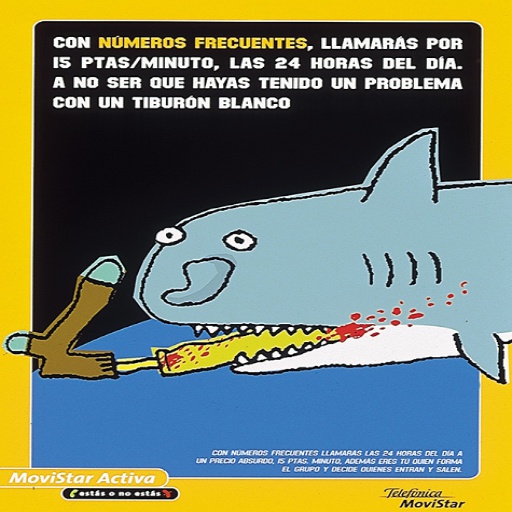 CON NÚMEROS FRECUENTES, LLAMARÁS POR
15 PTAS/MINUTO, LAS 24 HORAS DEL DÍA.
A NO SER QUE HAYAS TENIDO UN PROBLEMA
CON UN TIBURÓN BLANCO
CON NÚMEROS FRECUENTES LLAMARÁS LAS 24 HORAS DEL DÍA A
UN PRECIO ABSURDO, 15 PTAS. MINUTO, ADEMÁS ERES TU QUIEN FORMA
EL GRUPO Y DECIDE QUIENES ENTRAN Y SALEN.
MoviStar Activa
estás o no estás
Telefónica
MoviStar